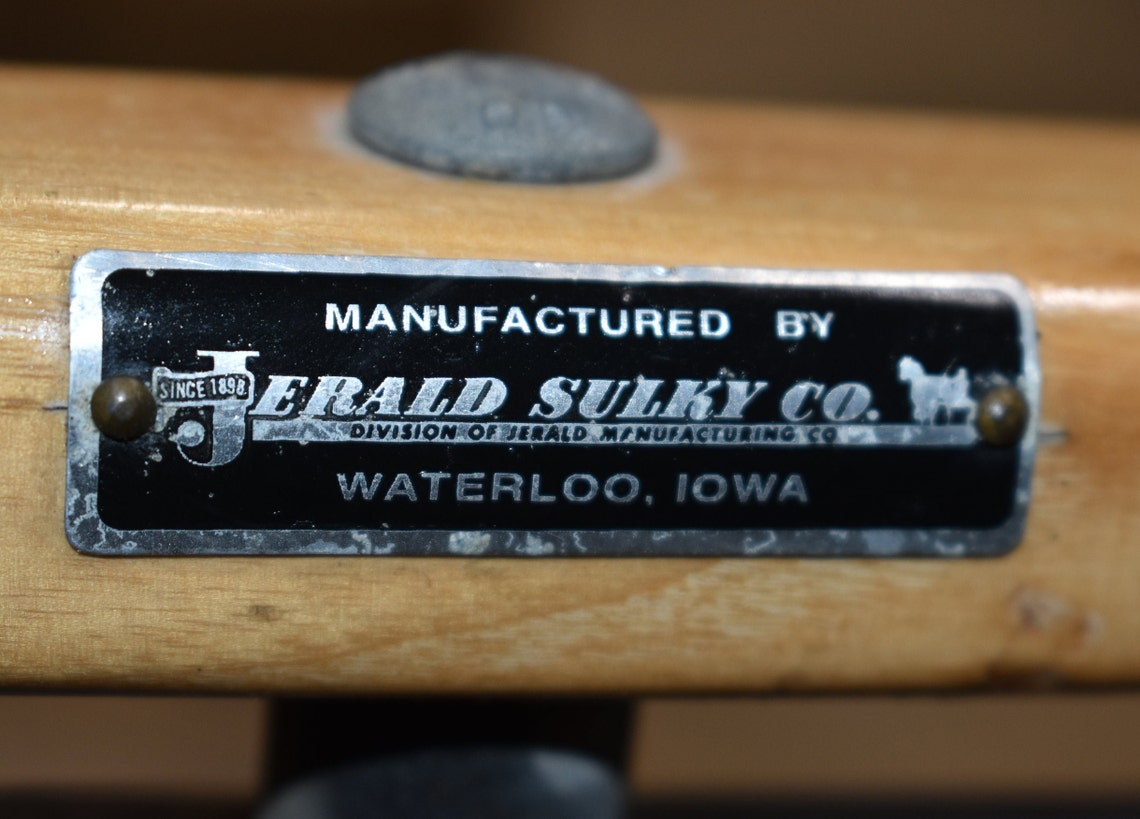 MANUFACTURED BY
SINCE 1898
JERALD SULKY CO.
DIVISION OF JERALD MANUFACTURING CO
WATERLOO, IOWA